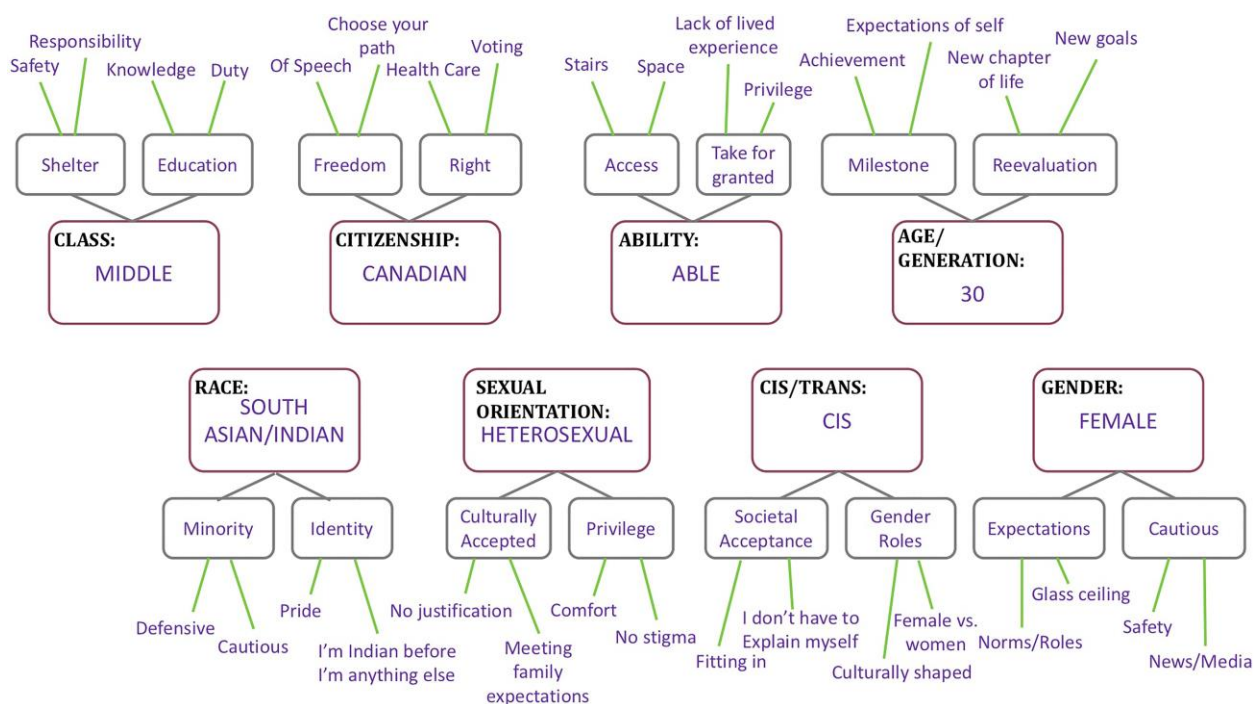 Responsibility
Safety
Knowledge
Duty
Shelter
Education
CLASS:
MIDDLE
Choose your
path
Of Speech
Health Care
Voting
Freedom
Right
CITIZENSHIP:
CANADIAN
Lack of lived
experience
Stairs
Space
Privilege
Access
Take for
granted
ABILITY:
ABLE
Expectations of self
New goals
Achievement
New chapter
of life
Milestone
Reevaluation
AGE/
GENERATION:
30
RACE:
SOUTH
ASIAN/INDIAN
Minority
Identity
Defensive
Cautious
Pride
I’m Indian before
I’m anything else
SEXUAL
ORIENTATION:
HETEROSEXUAL
Culturally
Accepted
Privilege
No justification
Meeting
family
expectations
Comfort
No stigma
CIS/TRANS:
CIS
Societal
Acceptance
Gender
Roles
Fitting in
I don’t have to
Explain myself
Culturally shaped
Female vs.
women
GENDER:
FEMALE
Expectations
Cautious
Norms/Roles
Glass ceiling
Safety
News/Media